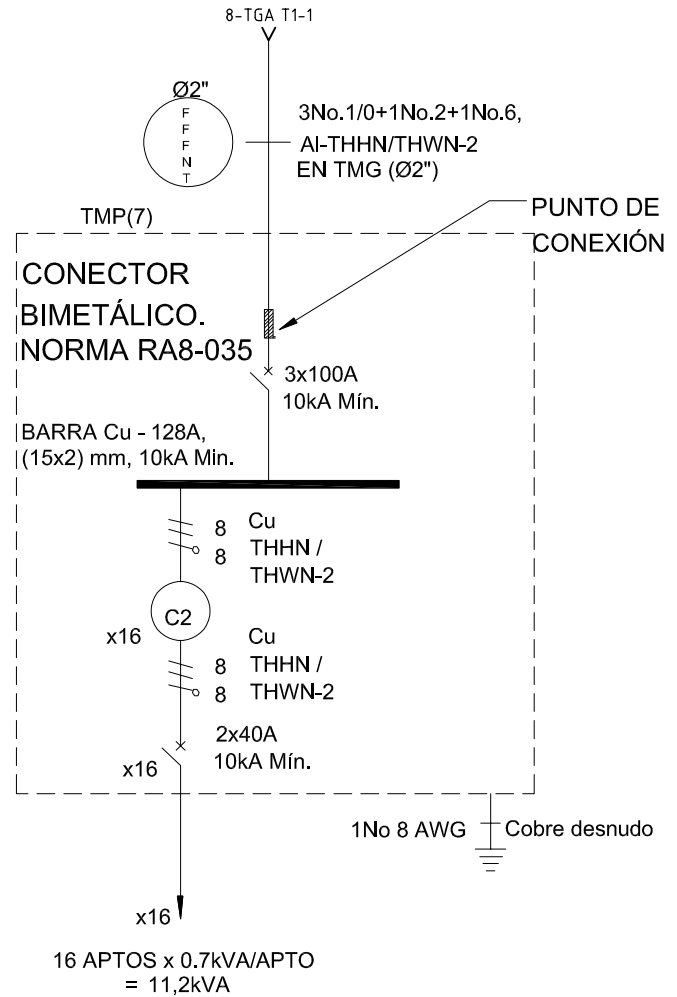 8-TGA T1-1
Ø2"
F
F
F
N
T
3No.1/0+1No.2+1No.6,
Al-THHN/THWN-2
EN TMG (Ø2")
TMP(7)
PUNTO DE
CONEXIÓN
CONECTOR
BIMETÁLICO.
NORMA RA8-035
3x100A
10kA Mín.
BARRA Cu - 128A,
(15x2) mm, 10kA Min.
8 Cu
8 THHN /
THWN-2
C2
x16
8 Cu
8 THHN /
THWN-2
2x40A
10kA Mín.
x16
1No 8 AWG
Cobre desnudo
x16
16 APTOS x 0.7kVA/APTO
= 11,2kVA